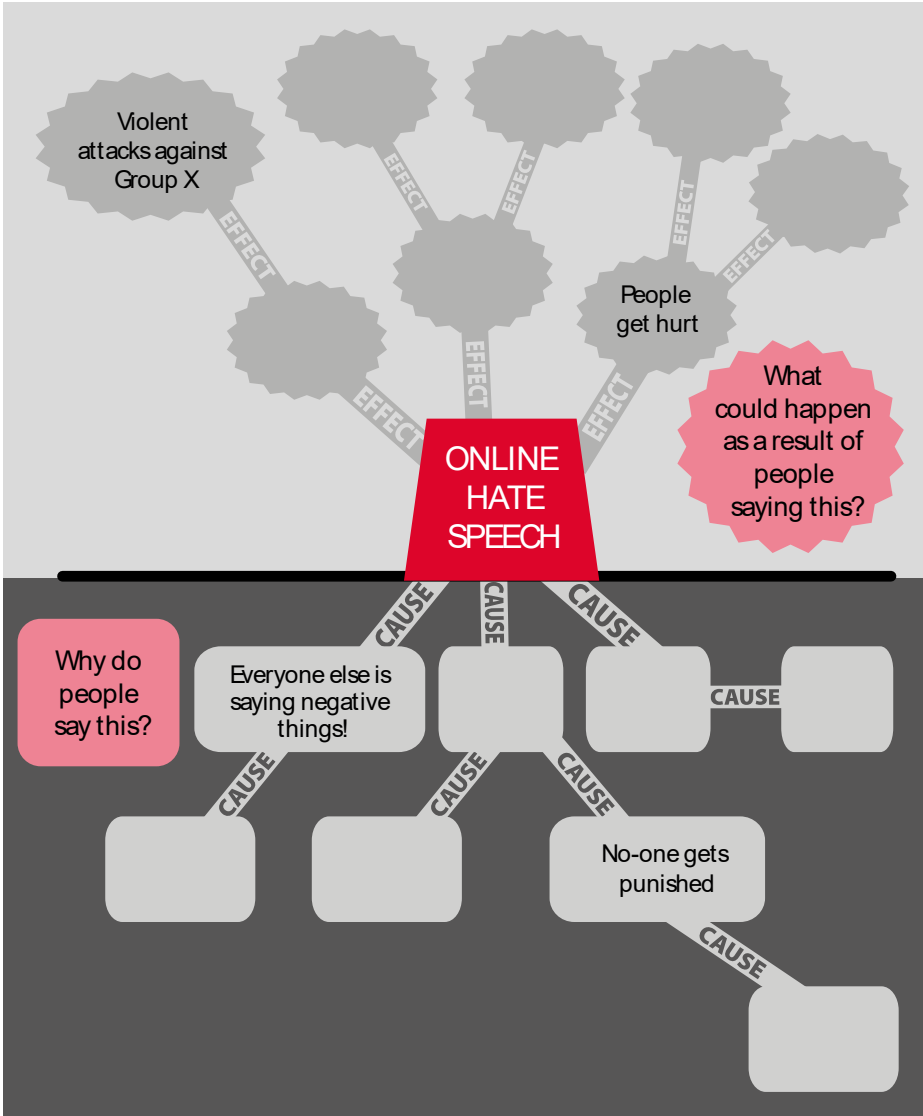 Violent
attacks against
Group X
EFFECT
EFFECT
EFFECT
EFFECT
EFFECT
People
get hurt
EFFECT
EFFECT
EFFECT
What
could happen
as a result of
people
saying this?
ONLINE
HATE
SPEECH
CAUSE
CAUSE
CAUSE
Why do
people
say this?
Everyone else is
saying negative
things!
CAUSE
CAUSE
CAUSE
CAUSE
No-one gets
punished
CAUSE